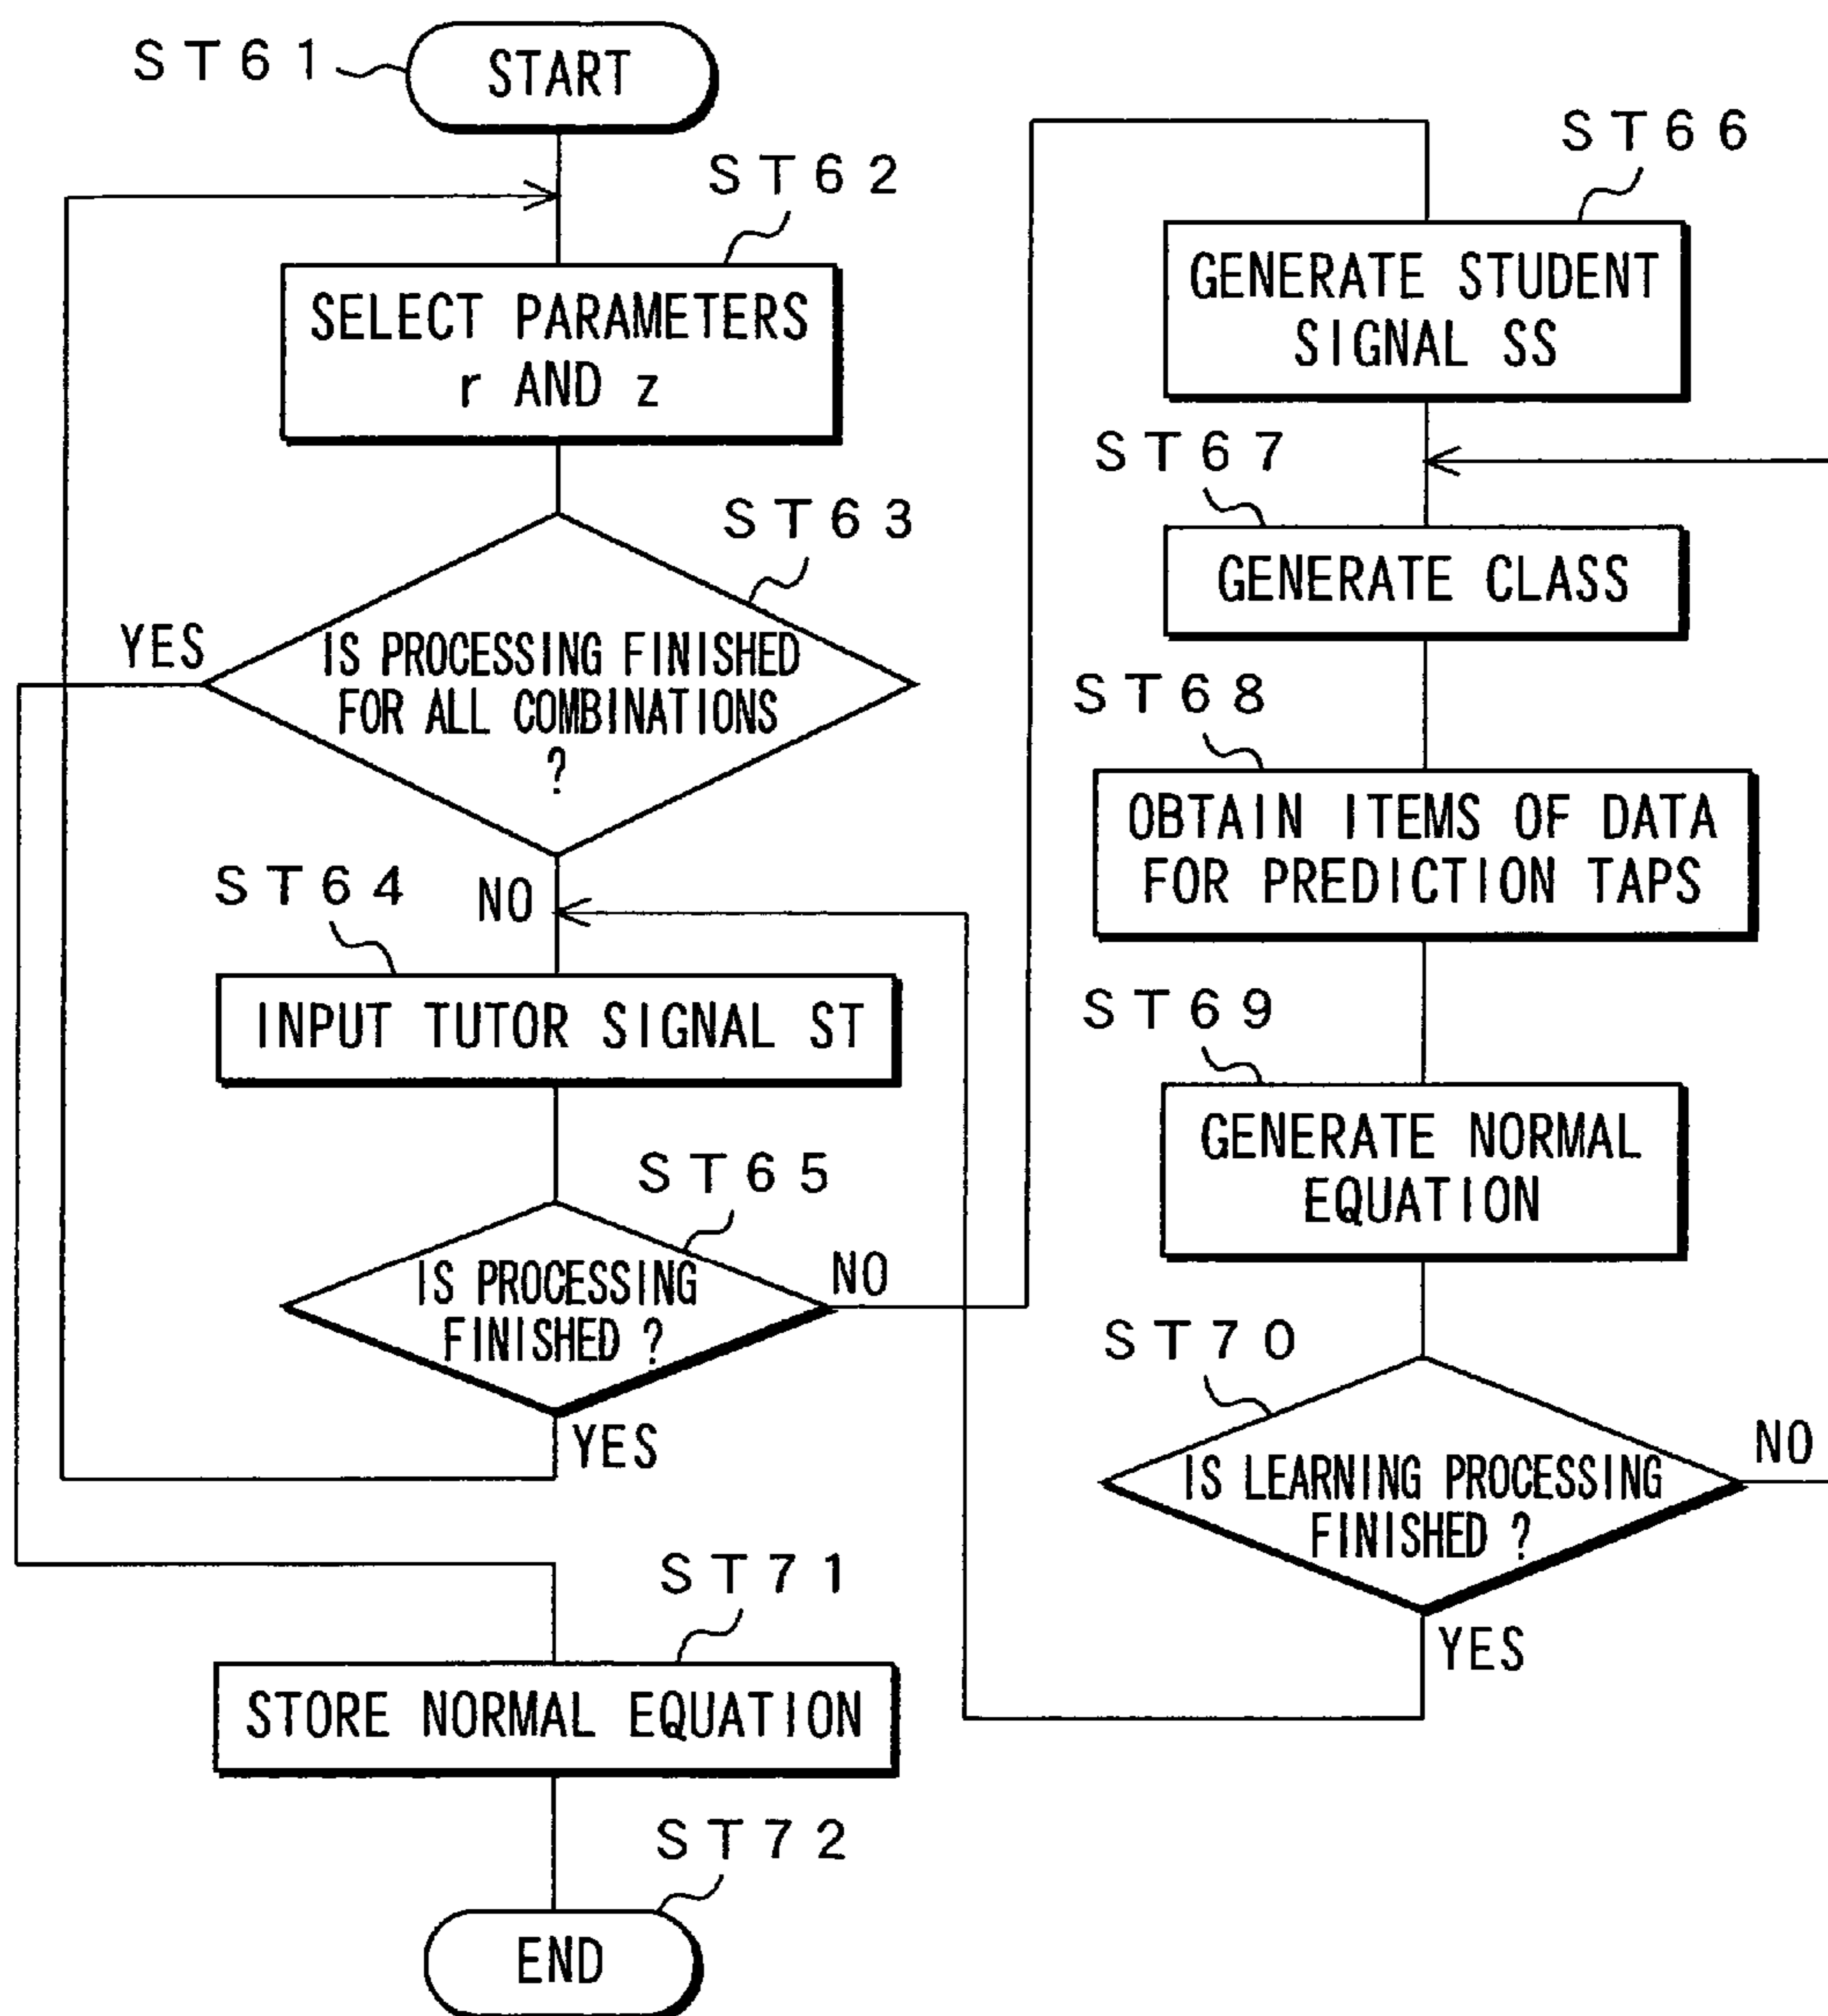 ST61
START
ST62
SELECT PARAMETERS
r AND z
ST63
YES
IS PROCESSING FINISHED
FOR ALL COMBINATIONS
?
NO
ST64
INPUT TUTOR SIGNAL ST
ST65
IS PROCESSING
FINISHED ?
NO
YES
ST66
GENERATE STUDENT
SIGNAL SS
ST67
GENERATE CLASS
ST68
OBTAIN ITEMS OF DATA
FOR PREDICTION TAPS
ST69
GENERATE NORMAL
EQUATION
ST70
IS LEARNING PROCESSING
FINISHED ?
NO
YES
ST71
STORE NORMAL EQUATION
ST72
END